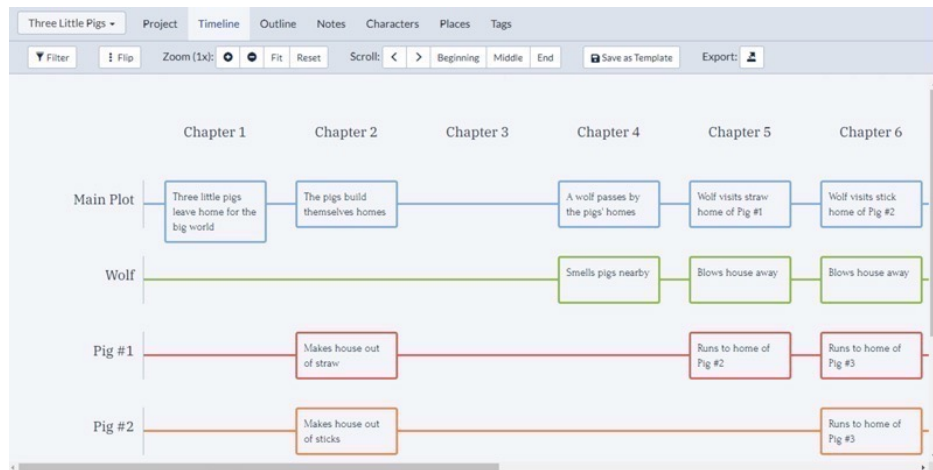 Three Little Pigs Project Timeline Outline Notes Characters Places Tags
Filter Flip Zoom (1x): Fit Reset Scroll: Beginning Middle End Save as Template Export:
Chapter 1 Chapter 2 Chapter 3 Chapter 4 Chapter 5 Chapter 6
Main Plot
Three little pigs
leave home for the
big world
The pigs build
themselves homes
A wolf passes by
the pigs' homes
Wolf visits straw
home of Pig #1
Wolf visits stick
home of Pig #2
Wolf
Smells pigs nearby
Blows house away
Blows house away
Pig #1
Makes house out
of straw
Runs to home of
Pig #2
Runs to home of
Pig #3
Pig #2
Makes house out
of sticks
Runs to home of
Pig #3